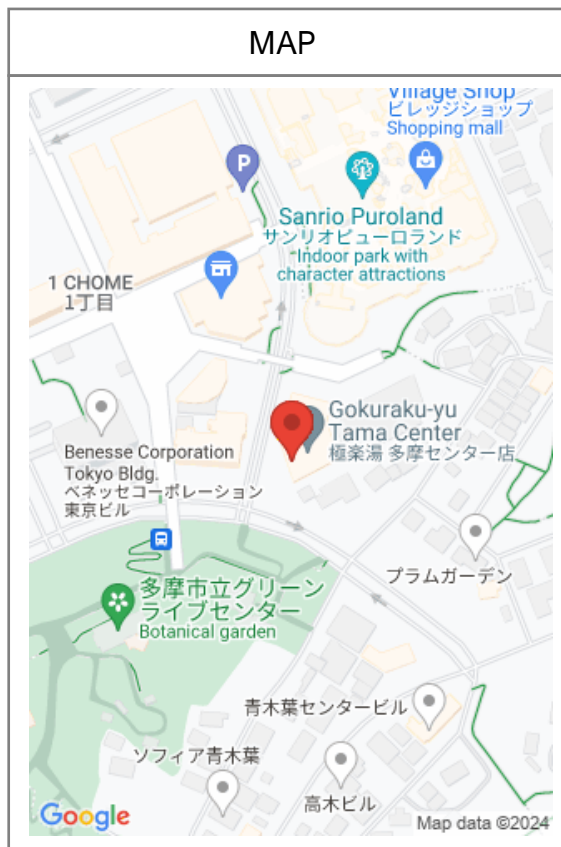 MAP
Village Shop
ビレッジショップ
Shopping mall
P
Sanrio Puroland
サンリオピューロランド
Indoor park with
character attractions
1 CHOME
1丁目
Gokuraku-yu
Tama Center
極楽湯 多摩センター店
Benesse Corporation
Tokyo Bldg.
ベネッセコーポレーション
東京ビル
プラムガーデン
多摩市立グリーン
ライブセンター
Botanical garden
青木葉センタービル
ソフィア青木葉
高木ビル
Google
Map data ©2024